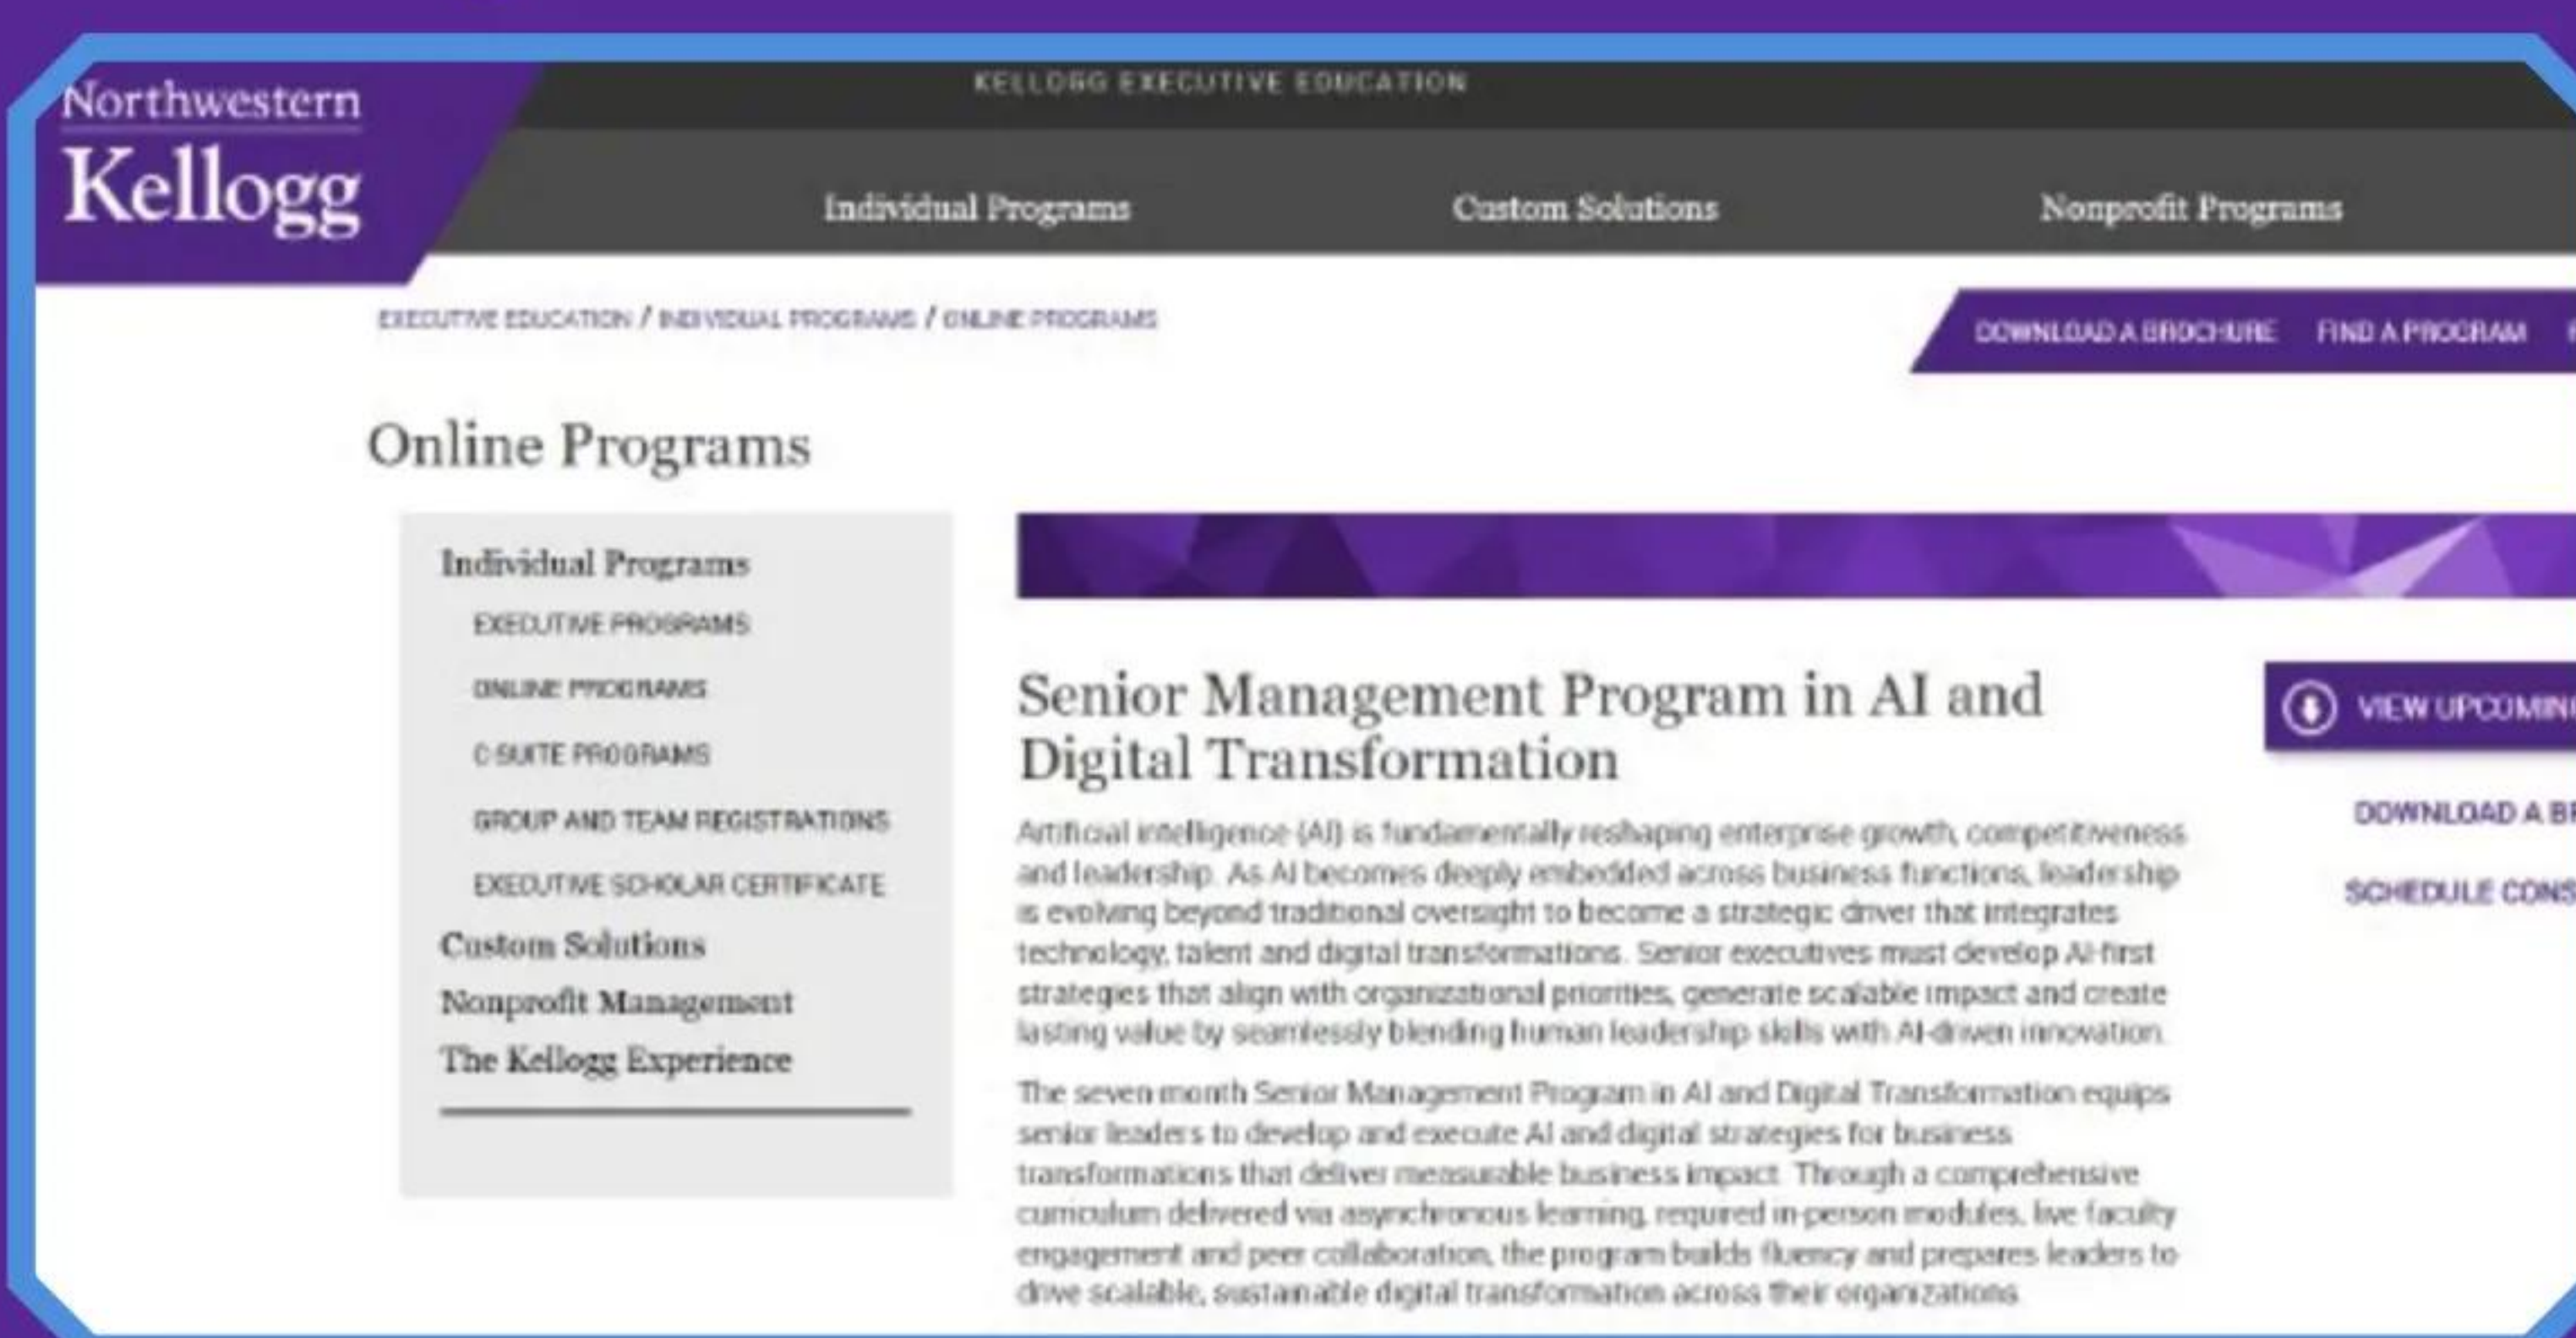 Northwestern
Kellogg
KELLOGG EXECUTIVE EDUCATION
Individual Programs
Custom Solutions
Nonprofit Programs
EXECUTIVE EDUCATION / INDIVIDUAL PROGRAMS / ONLINE PROGRAMS
DOWNLOAD A BROCHURE
FIND A PROGRAM
Online Programs
Individual Programs
EXECUTIVE PROGRAMS
ONLINE PROGRAMS
C-SUITE PROGRAMS
GROUP AND TEAM REGISTRATIONS
EXECUTIVE SCHOLAR CERTIFICATE
Custom Solutions
Nonprofit Management
The Kellogg Experience
Senior Management Program in AI and
Digital Transformation
Artificial intelligence (AI) is fundamentally reshaping enterprise growth, competitiveness
and leadership. As AI becomes deeply embedded across business functions, leadership
is evolving beyond traditional oversight to become a strategic driver that integrates
technology, talent and digital transformations. Senior executives must develop AI-first
strategies that align with organizational priorities, generate scalable impact and create
lasting value by seamlessly blending human leadership skills with AI-driven innovation.
The seven-month Senior Management Program in AI and Digital Transformation equips
senior leaders to develop and execute AI and digital strategies for business
transformations that deliver measurable business impact. Through a comprehensive
curriculum delivered via asynchronous learning, required in-person modules, live faculty
engagement and peer collaboration, the program builds fluency and prepares leaders to
drive scalable, sustainable digital transformation across their organizations.
VIEW UPCOMING
DOWNLOAD A BR
SCHEDULE CONS